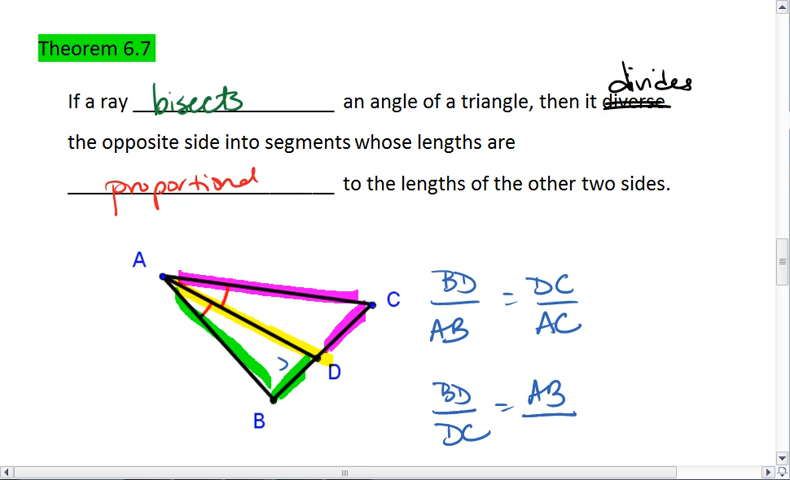 Theorem 6.7
If a ray bisects an angle of a triangle, then it diverse divides
the opposite side into segments whose lengths are
proportional to the lengths of the other two sides.
A
C
D
B
BD/AB = DC/AC
BD/DC = AB/